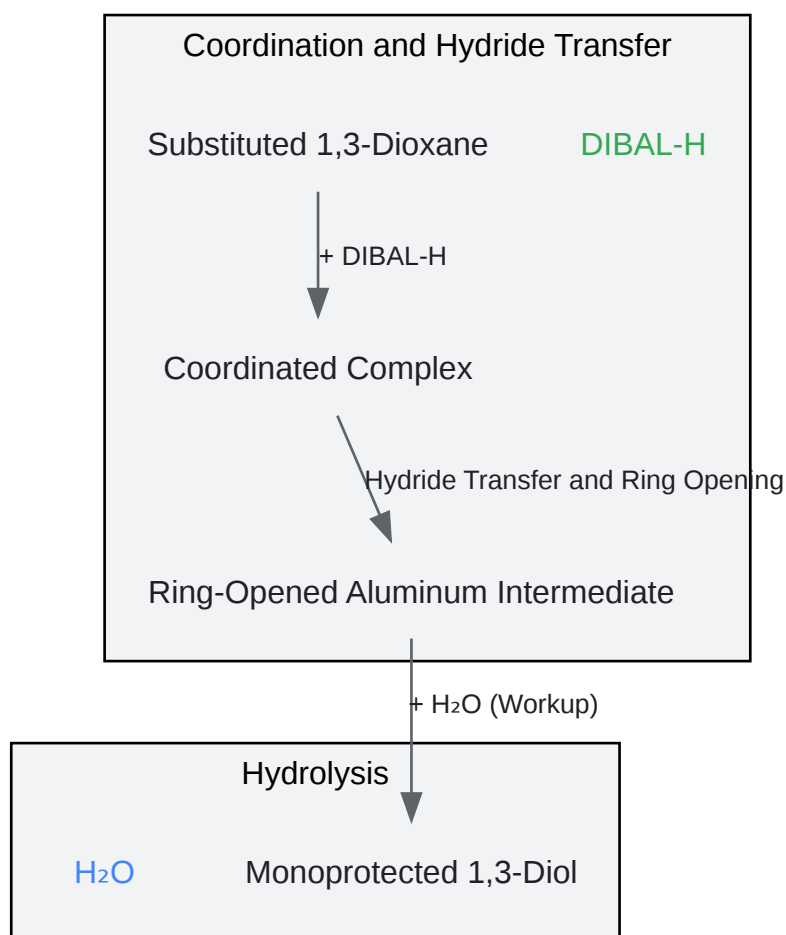 Coordination and Hydride Transfer
Substituted 1,3-Dioxane DIBAL-H
+ DIBAL-H
Coordinated Complex
Hydride Transfer and Ring Opening
Ring-Opened Aluminum Intermediate
+ H₂O (Workup)
Hydrolysis
H₂O Monoprotected 1,3-Diol